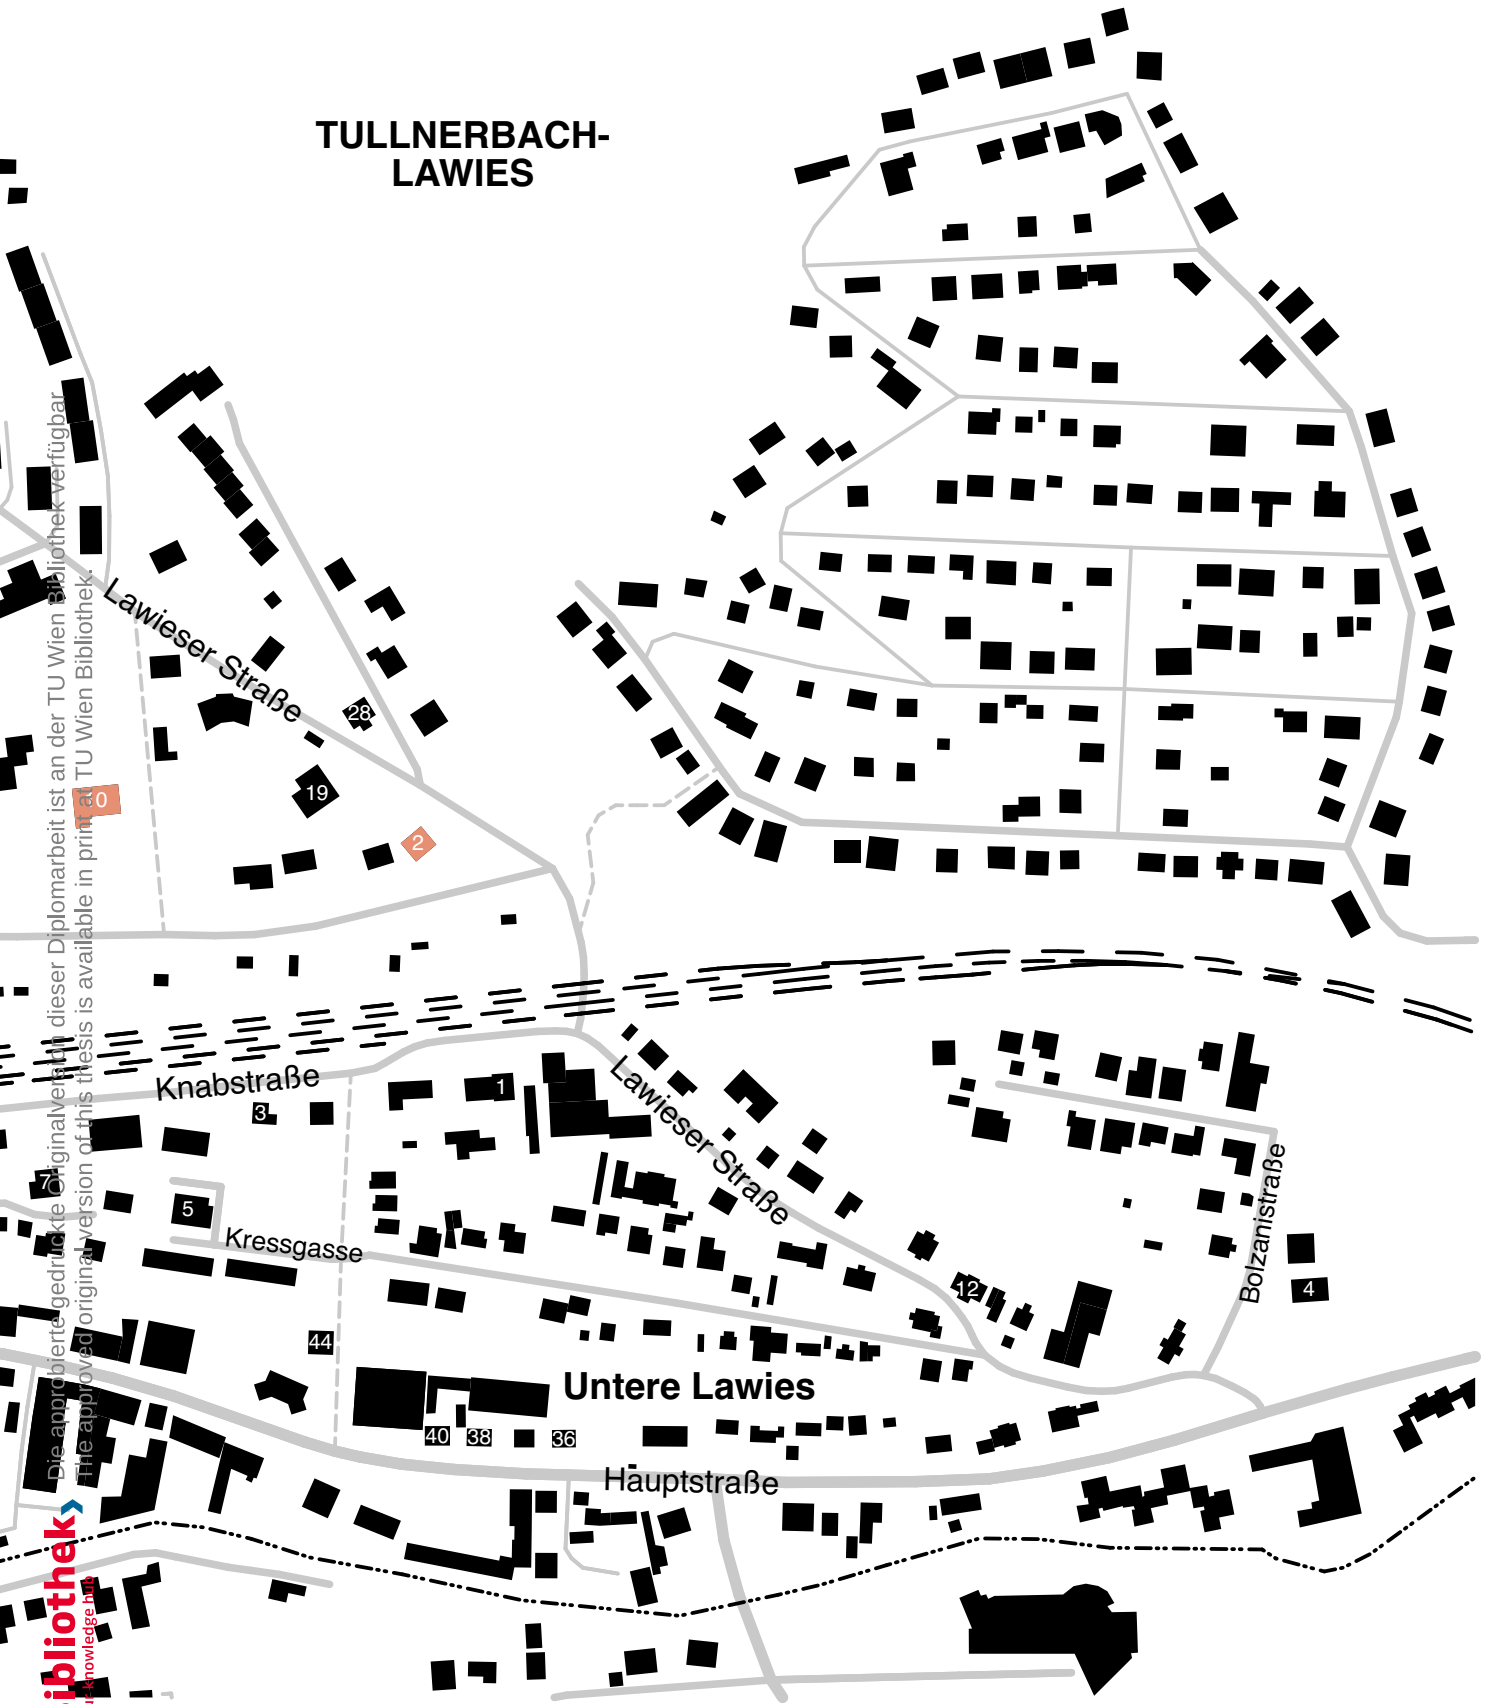 TULLNERBACH-
LAWIES
Lawieser Straße
28
19
0
2
Knabstraße
1
3
Lawieser Straße
7
5
Kressgasse
Bolzanistraße
12
4
44
Untere Lawies
40
38
36
Hauptstraße
Die approbierte gedruckte Originalversion dieser Diplomarbeit ist an der TU Wien Bibliothek verfügbar
The approved original version of this thesis is available in print at TU Wien Bibliothek.
ibliothek
knowledge hub